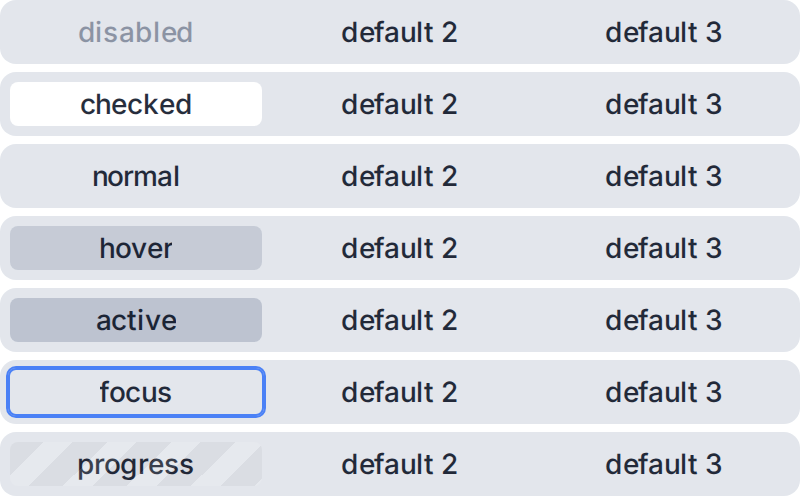 disabled default 2 default 3
checked default 2 default 3
normal default 2 default 3
hover default 2 default 3
active default 2 default 3
focus default 2 default 3
progress default 2 default 3